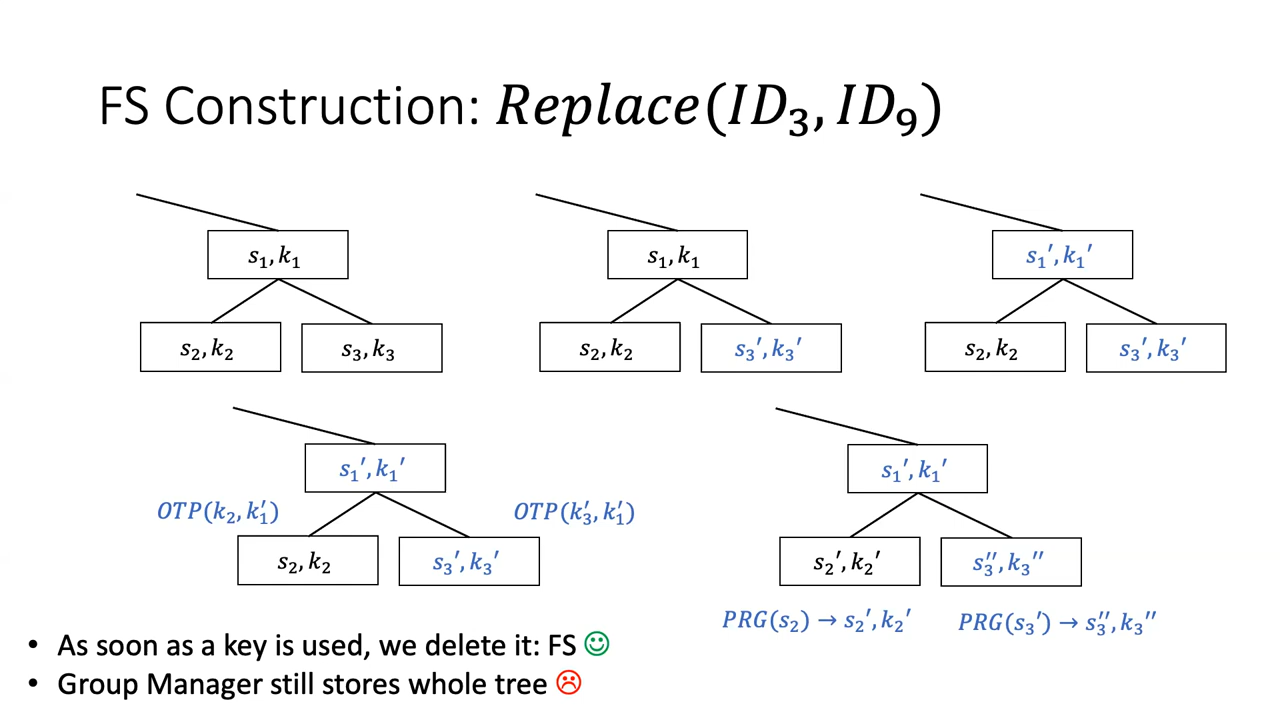 FS Construction: Replace(ID₃, ID₉)
s₁, k₁
s₂, k₂
s₃, k₃
s₁, k₁
s₂, k₂
s₃′, k₃′
s₁′, k₁′
s₂, k₂
s₃′, k₃′
s₁′, k₁′
OTP(k₂, k₁′)
OTP(k₃′, k₁′)
s₂, k₂
s₃′, k₃′
s₁′, k₁′
s₂′, k₂′
s₃′′, k₃′′
PRG(s₂) → s₂′, k₂′
PRG(s₃′) → s₃′′, k₃′′
• As soon as a key is used, we delete it: FS ☺
• Group Manager still stores whole tree ☹